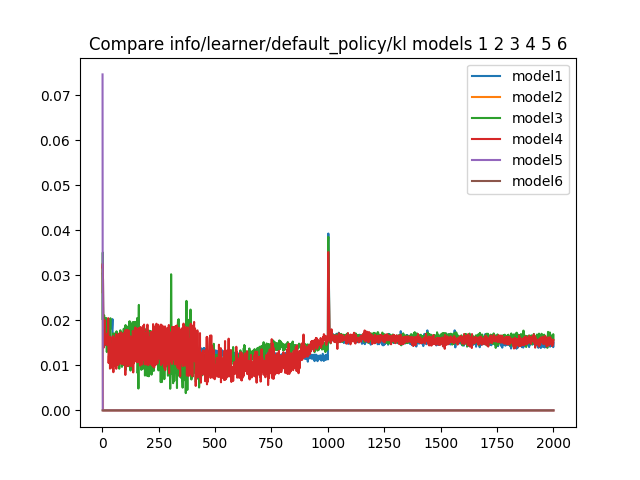 Compare info/learner/default_policy/kl models 1 2 3 4 5 6
model1
model2
model3
model4
model5
model6
0.07
0.06
0.05
0.04
0.03
0.02
0.01
0.00
0 250 500 750 1000 1250 1500 1750 2000